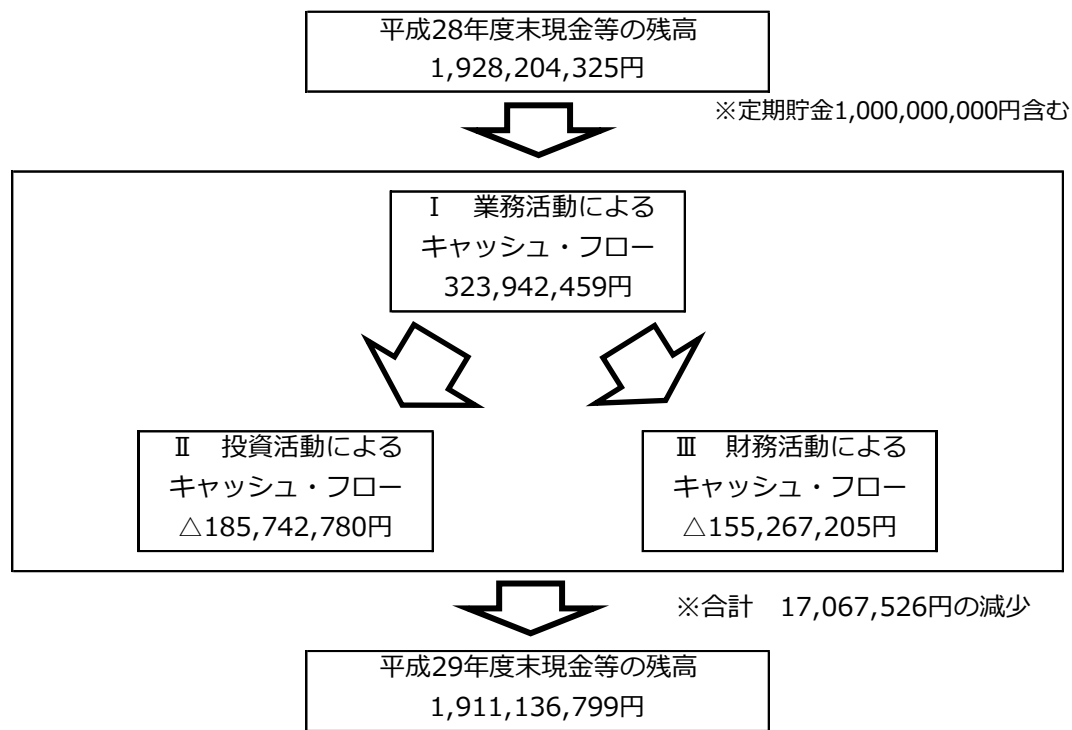 平成28年度末現金等の残高
1,928,204,325円
※定期貯金1,000,000,000円含む
Ⅰ　業務活動による
キャッシュ・フロー
323,942,459円
Ⅱ　投資活動による
キャッシュ・フロー
△185,742,780円
Ⅲ　財務活動による
キャッシュ・フロー
△155,267,205円
※合計　17,067,526円の減少
平成29年度末現金等の残高
1,911,136,799円